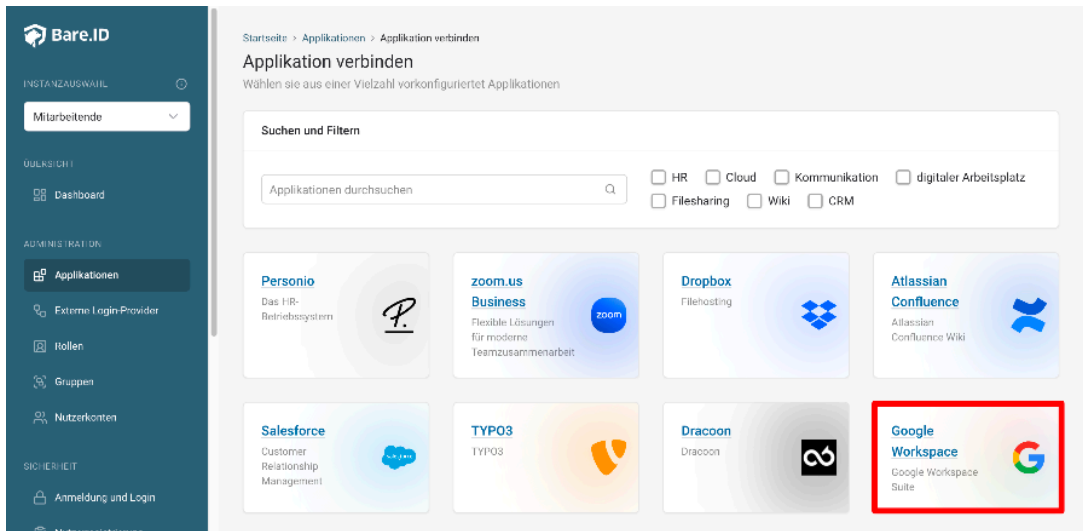 Bare.ID
INSTANZAUSWAHL
Mitarbeitende
ÜBERSICHT
Dashboard
ADMINISTRATION
Applikationen
Externe Login-Provider
Rollen
Gruppen
Nutzerkonten
SICHERHEIT
Anmeldung und Login
Startseite > Applikationen > Applikation verbinden
Applikation verbinden
Wählen sie aus einer Vielzahl vorkonfiguriertet Applikationen
Suchen und Filtern
Applikationen durchsuchen
HR Cloud Kommunikation digitaler Arbeitsplatz
Filesharing Wiki CRM
Personio
Das HR-
Betriebssystem
P.
zoom.us
Business
Flexible Lösungen
für moderne
Teamzusammenarbeit
zoom
Dropbox
Filehosting
Atlassian
Confluence
Atlassian
Confluence Wiki
Salesforce
Customer
Relationship
Management
salesforce
TYPO3
TYPO3
Dracoon
Dracoon
Google
Workspace
Google Workspace
Suite
G